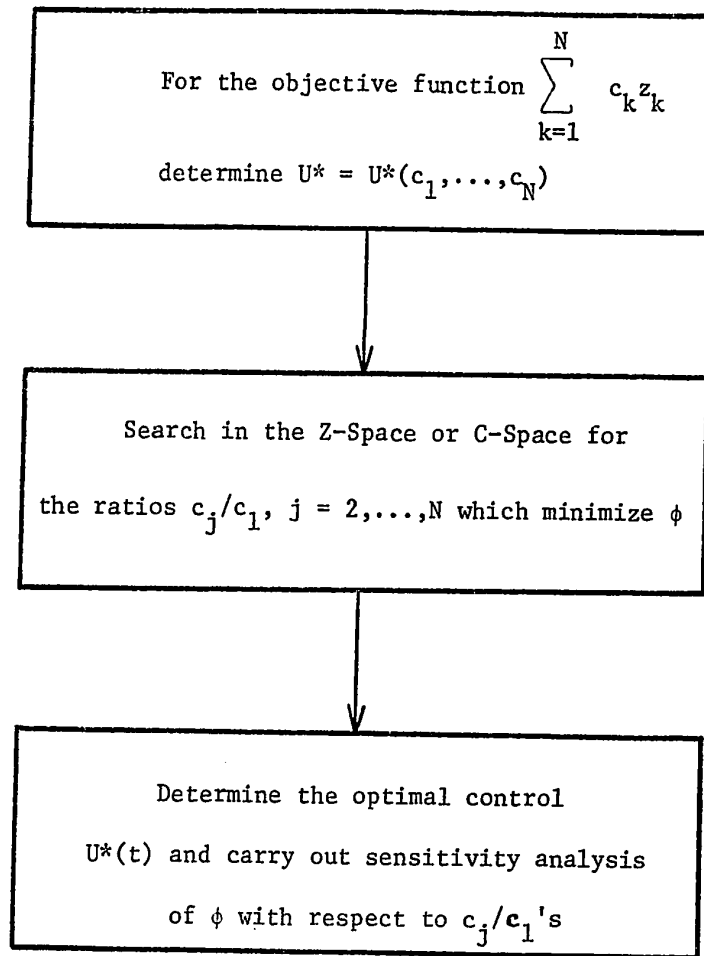 N
For the objective function ∑ c_k z_k
k=1
determine U* = U*(c_1,...,c_N)
Search in the Z-Space or C-Space for
the ratios c_j/c_1, j = 2,...,N which minimize ϕ
Determine the optimal control
U*(t) and carry out sensitivity analysis
of ϕ with respect to c_j/c_1's